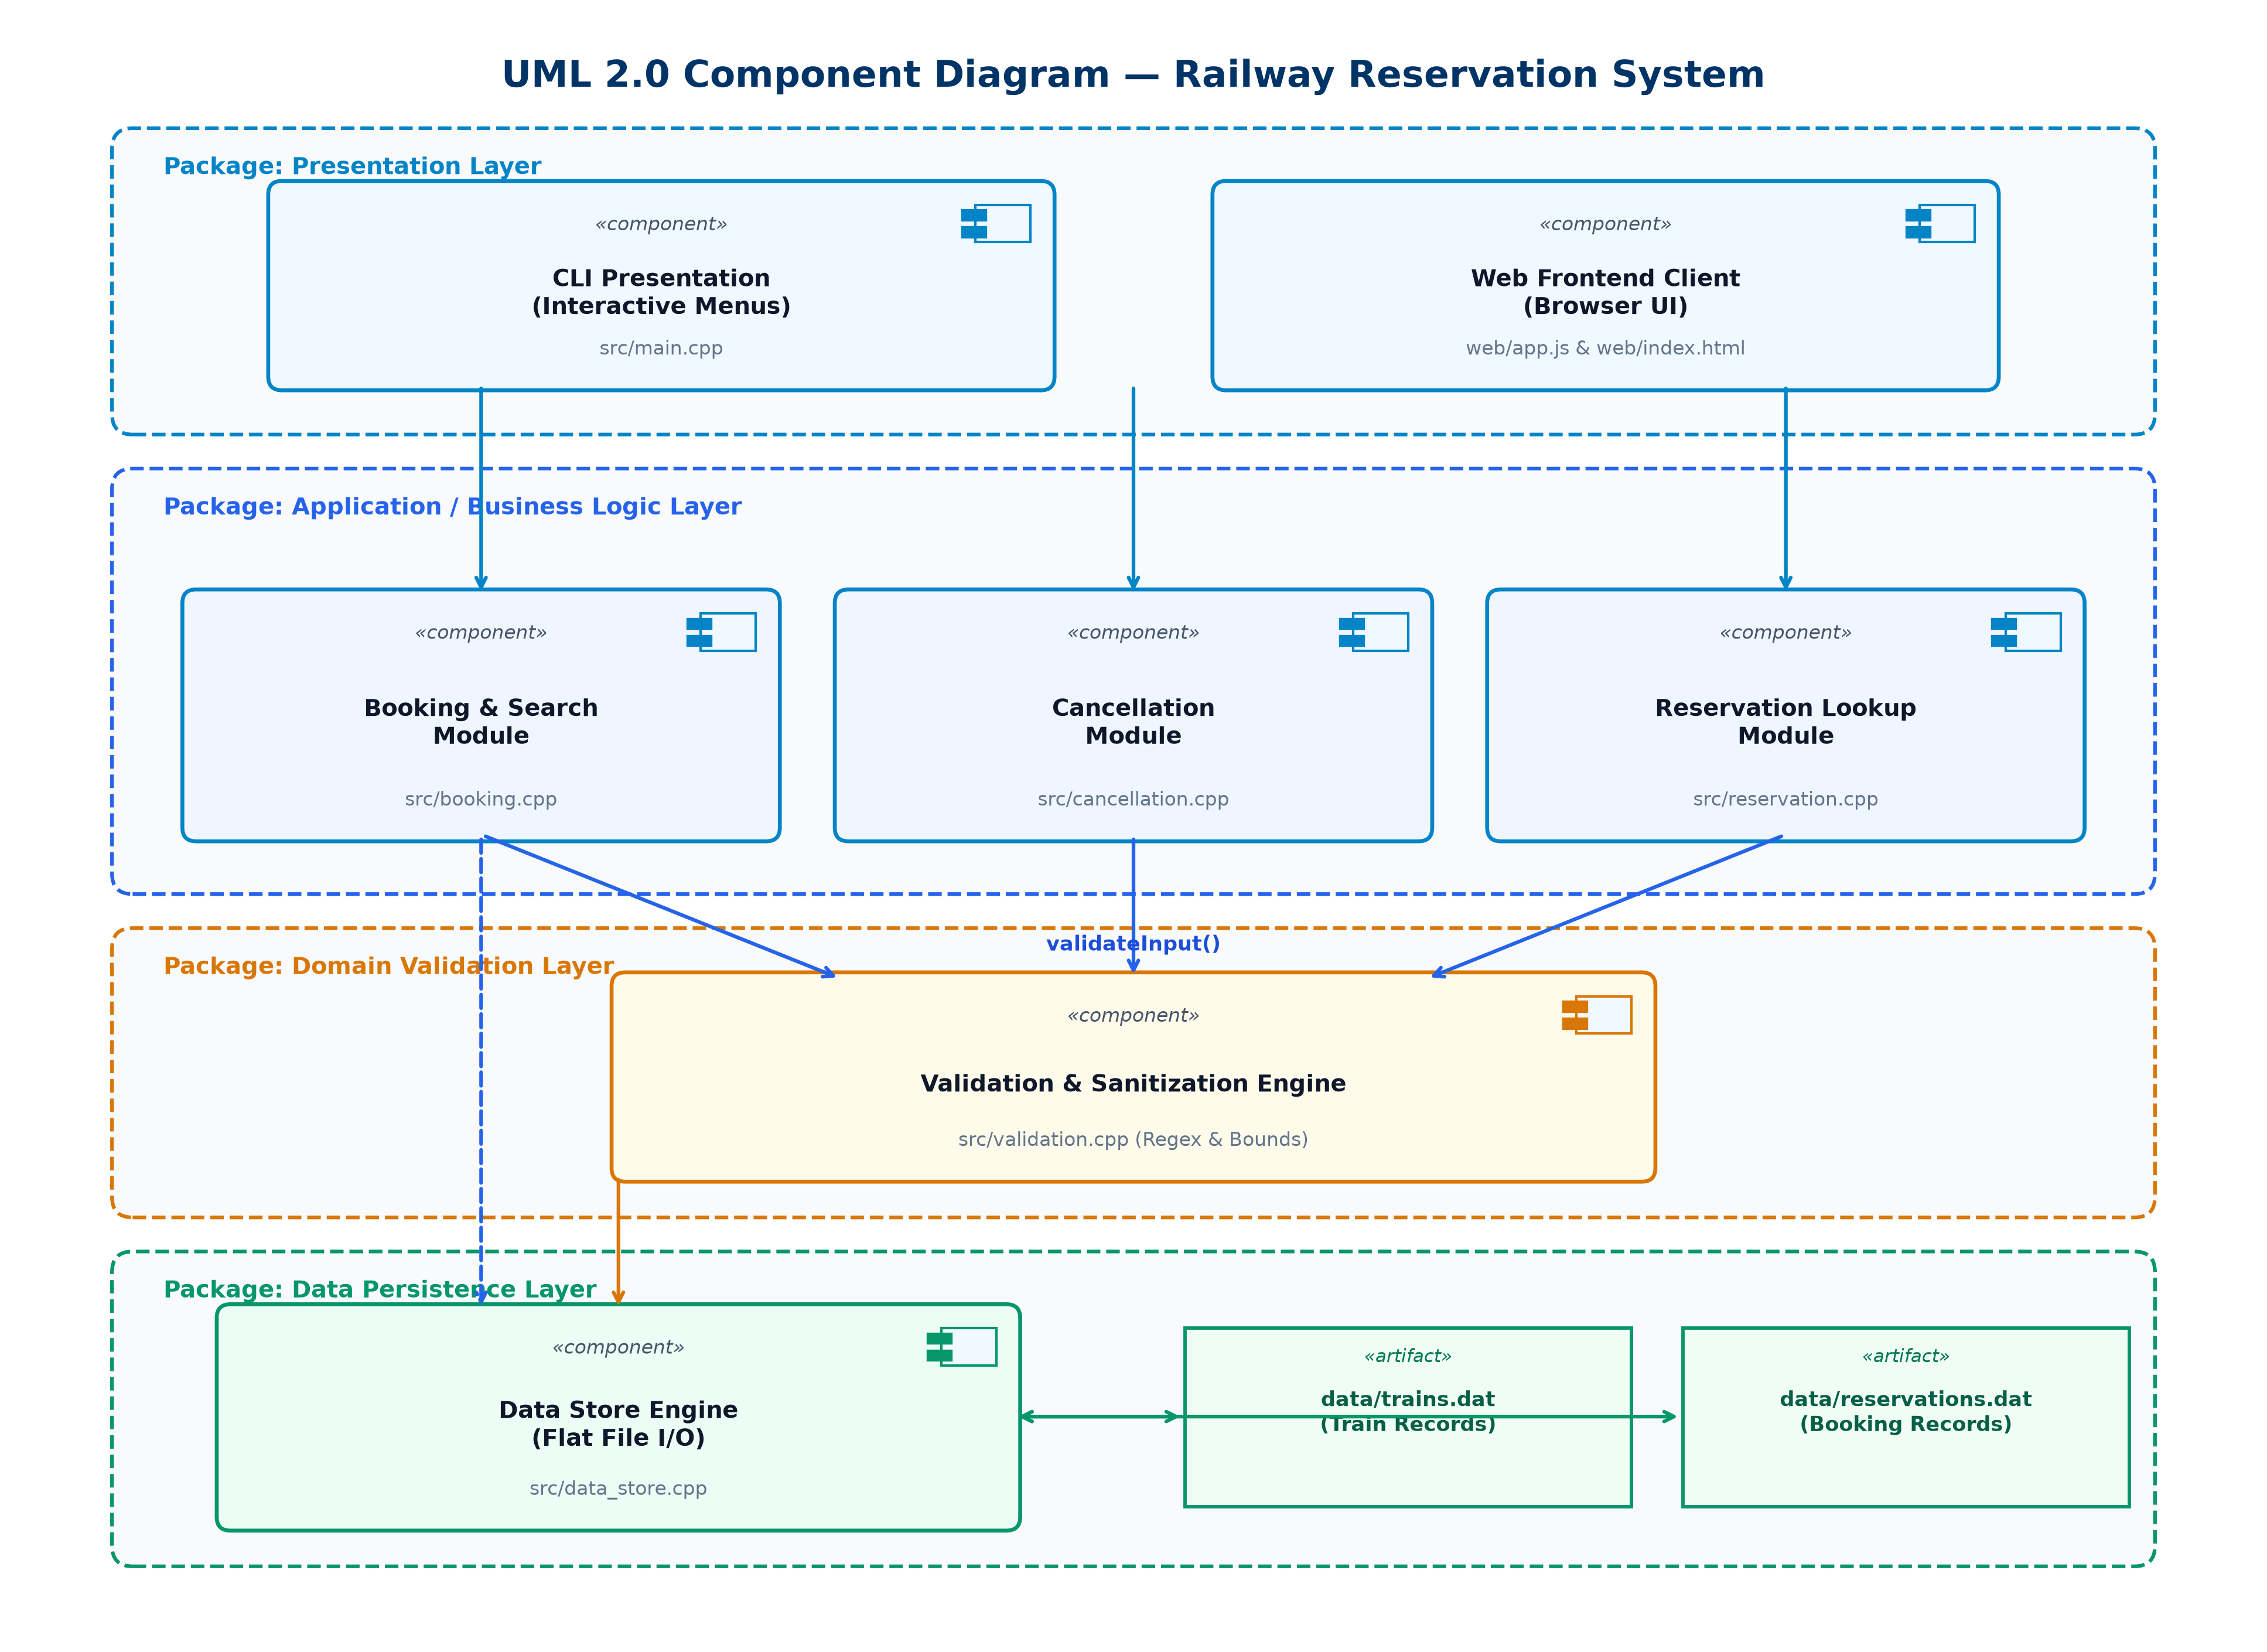 UML 2.0 Component Diagram — Railway Reservation System
Package: Presentation Layer
«component»
CLI Presentation
(Interactive Menus)
src/main.cpp
«component»
Web Frontend Client
(Browser UI)
web/app.js & web/index.html
Package: Application / Business Logic Layer
«component»
Booking & Search
Module
src/booking.cpp
«component»
Cancellation
Module
src/cancellation.cpp
«component»
Reservation Lookup
Module
src/reservation.cpp
validateInput()
Package: Domain Validation Layer
«component»
Validation & Sanitization Engine
src/validation.cpp (Regex & Bounds)
Package: Data Persistence Layer
«component»
Data Store Engine
(Flat File I/O)
src/data_store.cpp
«artifact»
data/trains.dat
(Train Records)
«artifact»
data/reservations.dat
(Booking Records)